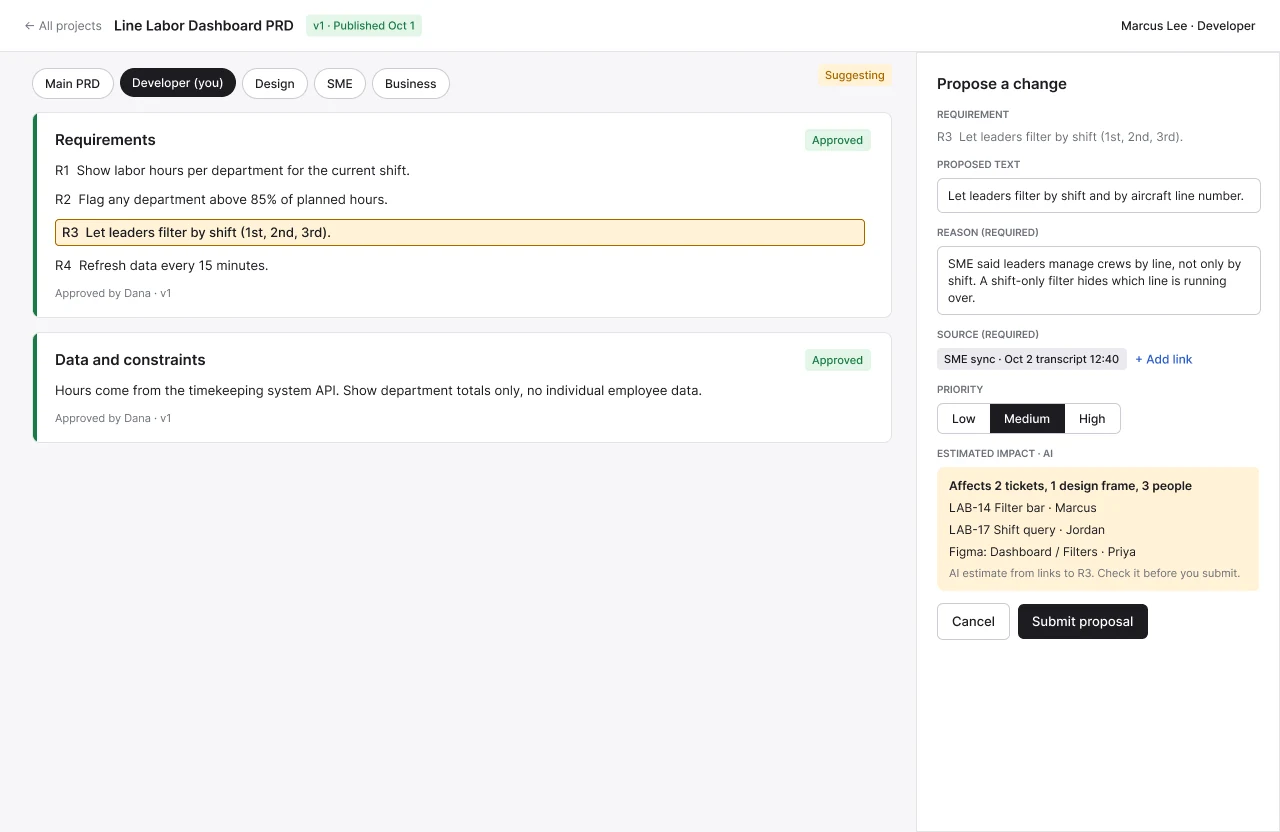 ← All projects
Line Labor Dashboard PRD
v1 · Published Oct 1
Marcus Lee · Developer
Main PRD
Developer (you)
Design
SME
Business
Suggesting
Requirements
Approved
R1 Show labor hours per department for the current shift.
R2 Flag any department above 85% of planned hours.
R3 Let leaders filter by shift (1st, 2nd, 3rd).
R4 Refresh data every 15 minutes.
Approved by Dana · v1
Data and constraints
Approved
Hours come from the timekeeping system API. Show department totals only, no individual employee data.
Approved by Dana · v1
Propose a change
REQUIREMENT
R3 Let leaders filter by shift (1st, 2nd, 3rd).
PROPOSED TEXT
Let leaders filter by shift and by aircraft line number.
REASON (REQUIRED)
SME said leaders manage crews by line, not only by
shift. A shift-only filter hides which line is running
over.
SOURCE (REQUIRED)
SME sync · Oct 2 transcript 12:40
+ Add link
PRIORITY
Low
Medium
High
ESTIMATED IMPACT · AI
Affects 2 tickets, 1 design frame, 3 people
LAB-14 Filter bar · Marcus
LAB-17 Shift query · Jordan
Figma: Dashboard / Filters · Priya
AI estimate from links to R3. Check it before you submit.
Cancel
Submit proposal